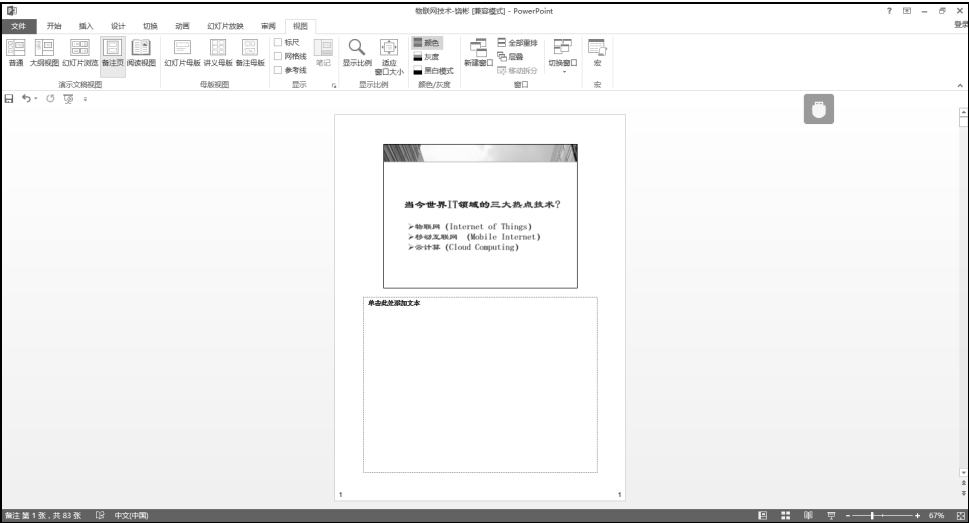 物联网技术-饶彬 [兼容模式] - PowerPoint
?
登录
文件 开始 插入 设计 切换 动画 幻灯片放映 审阅 视图
普通 大纲视图 幻灯片浏览 备注页 阅读视图
演示文稿视图
幻灯片母版 讲义母版 备注母版
母版视图
标尺
网格线
参考线
笔记
显示
显示比例 适应窗口大小
显示比例
颜色
灰度
黑白模式
颜色/灰度
新建窗口
全部重排
层叠
移动拆分
切换窗口
窗口
宏
宏
当今世界IT领域的三大热点技术?
➢物联网 (Internet of Things)
➢移动互联网 (Mobile Internet)
➢云计算 (Cloud Computing)
单击此处添加文本
1 1
备注 第 1 张,共 83 张 中文(中国) 67%